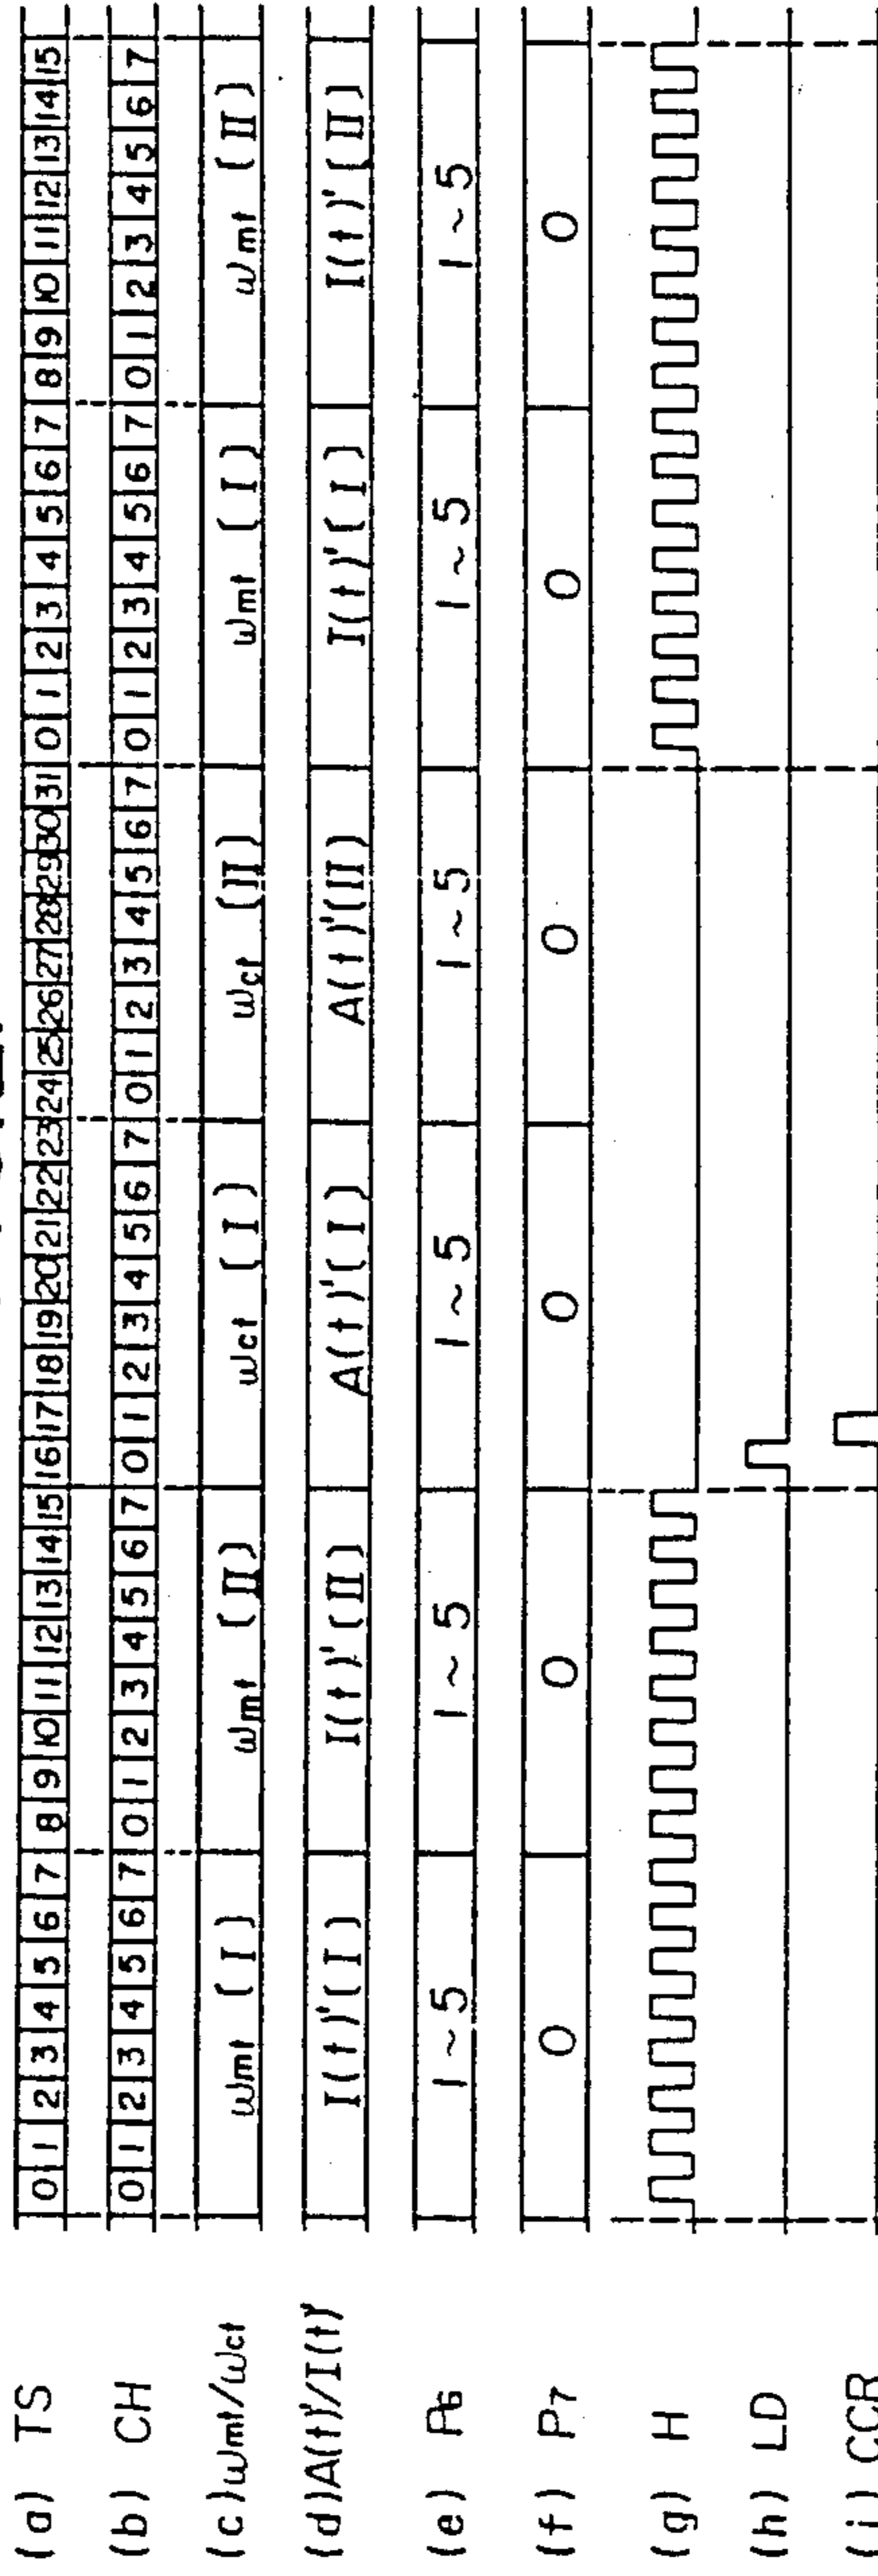 (a) TS 0 1 2 3 4 5 6 7 8 9 10 11 12 13 14 15 16 17 18 19 20 21 22 23 24 25 26 27 28 29 30 31 0 1 2 3 4 5 6 7 8 9 10 11 12 13 14 15
(b) CH 0 1 2 3 4 5 6 7 0 1 2 3 4 5 6 7 0 1 2 3 4 5 6 7 0 1 2 3 4 5 6 7 0 1 2 3 4 5 6 7 0 1 2 3 4 5 6 7
(c) ωmt/ωct ωmt (I) ωmt (II) ωct (I) ωct (II) ωmt (I) ωmt (II)
(d) A(t)'/I(t)' I(t)'(I) I(t)'(II) A(t)'(I) A(t)'(II) I(t)'(I) I(t)'(II)
(e) P6 1~5 1~5 1~5 1~5 1~5 1~5
(f) P7 0 0 0 0 0 0
(g) H
(h) LD
(i) CCR